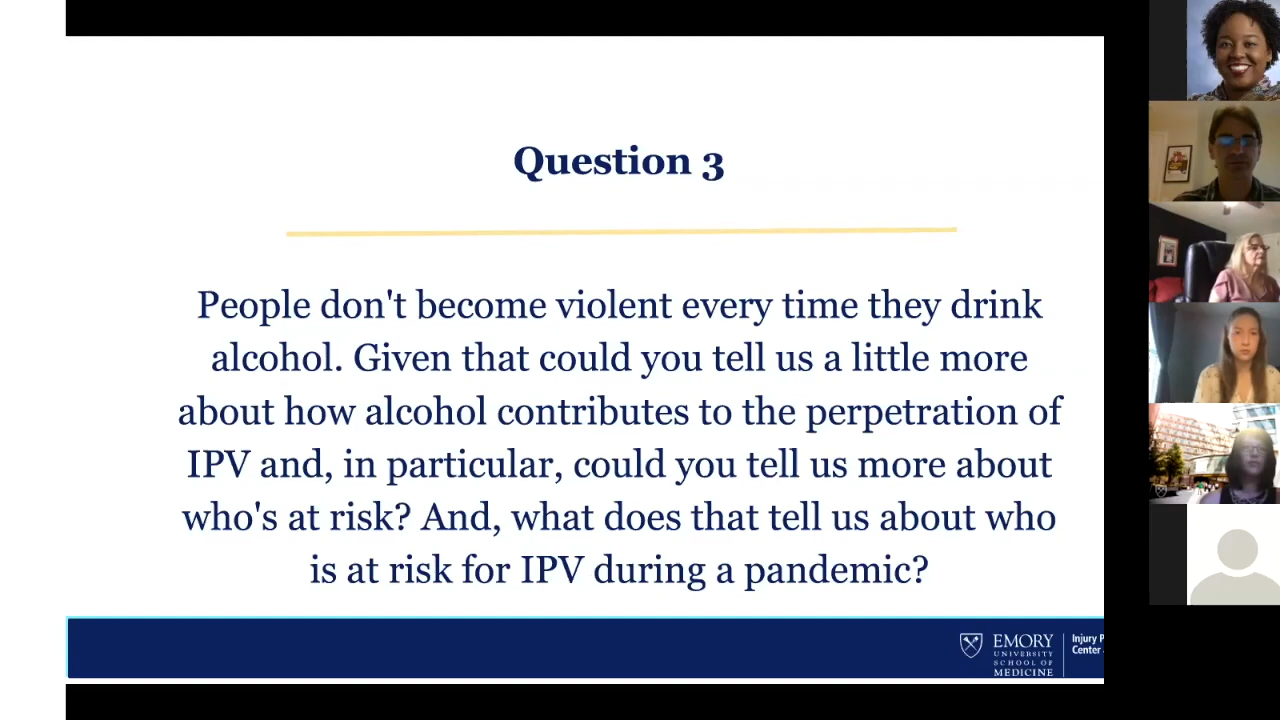 Question 3
People don't become violent every time they drink
alcohol. Given that could you tell us a little more
about how alcohol contributes to the perpetration of
IPV and, in particular, could you tell us more about
who's at risk? And, what does that tell us about who
is at risk for IPV during a pandemic?
EMORY
UNIVERSITY
SCHOOL OF
MEDICINE
Injury P
Center